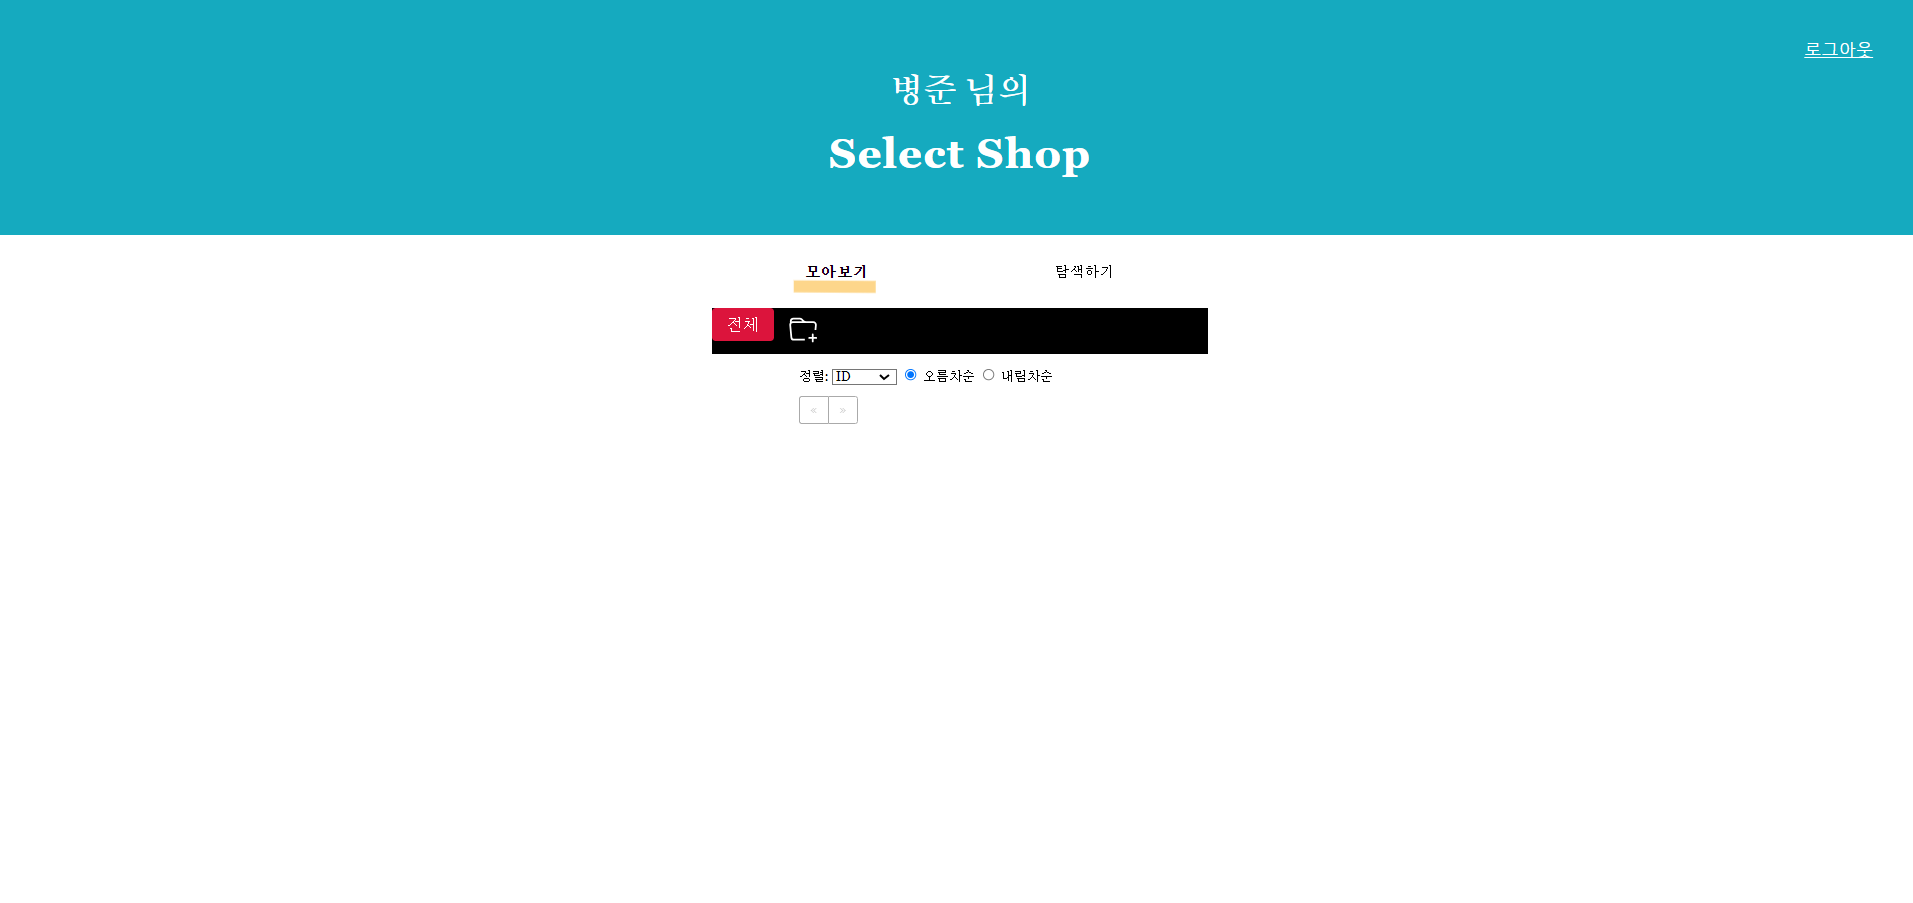 로그아웃
병준 님의
Select Shop
모아보기 탐색하기
전체
정렬: ID 오름차순 내림차순
« »